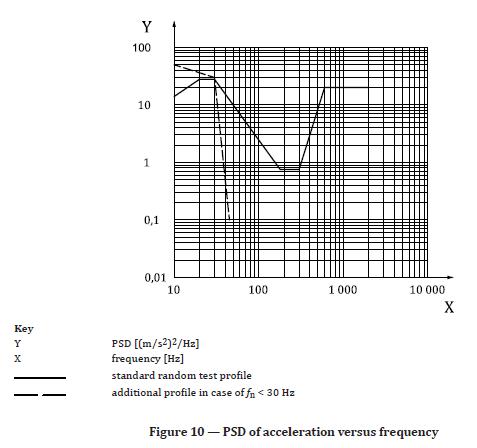 Y
100
10
1
0,1
0,01
10 100 1 000 10 000
X
Key
Y PSD [(m/s2)2/Hz]
X frequency [Hz]
standard random test profile
additional profile in case of fn < 30 Hz
Figure 10 — PSD of acceleration versus frequency